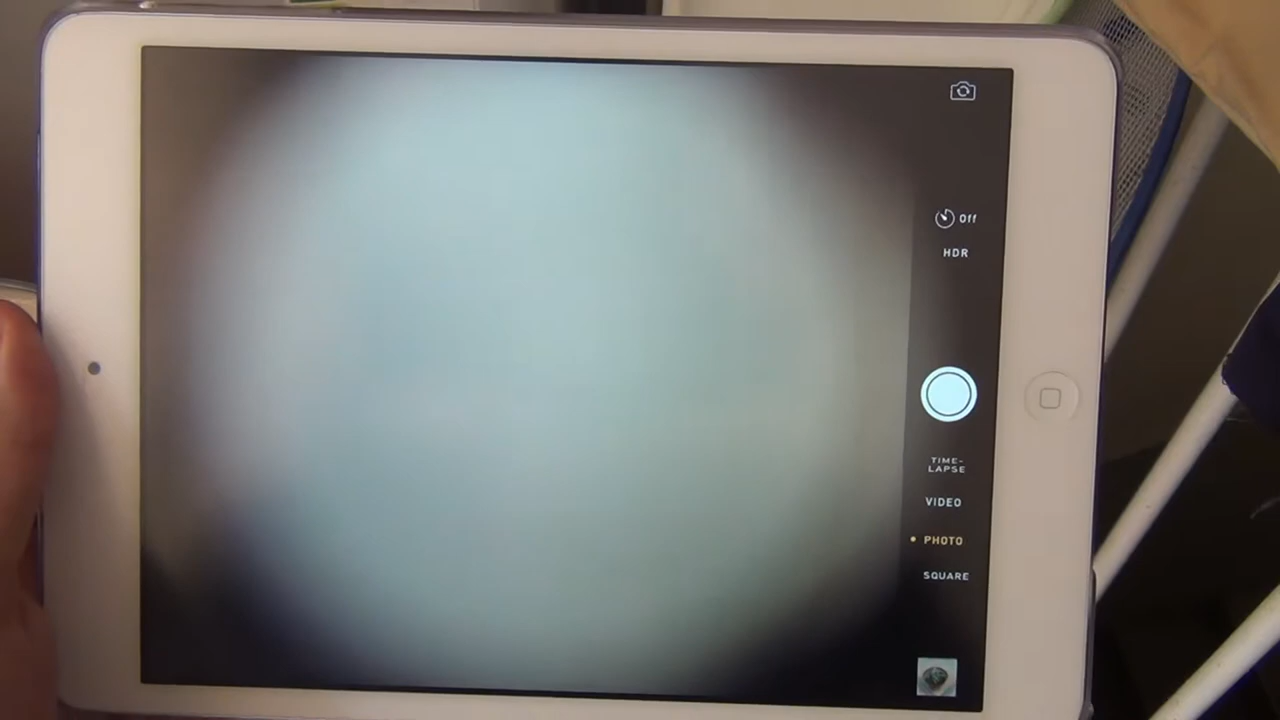 Off
HDR
TIME-
LAPSE
VIDEO
PHOTO
SQUARE